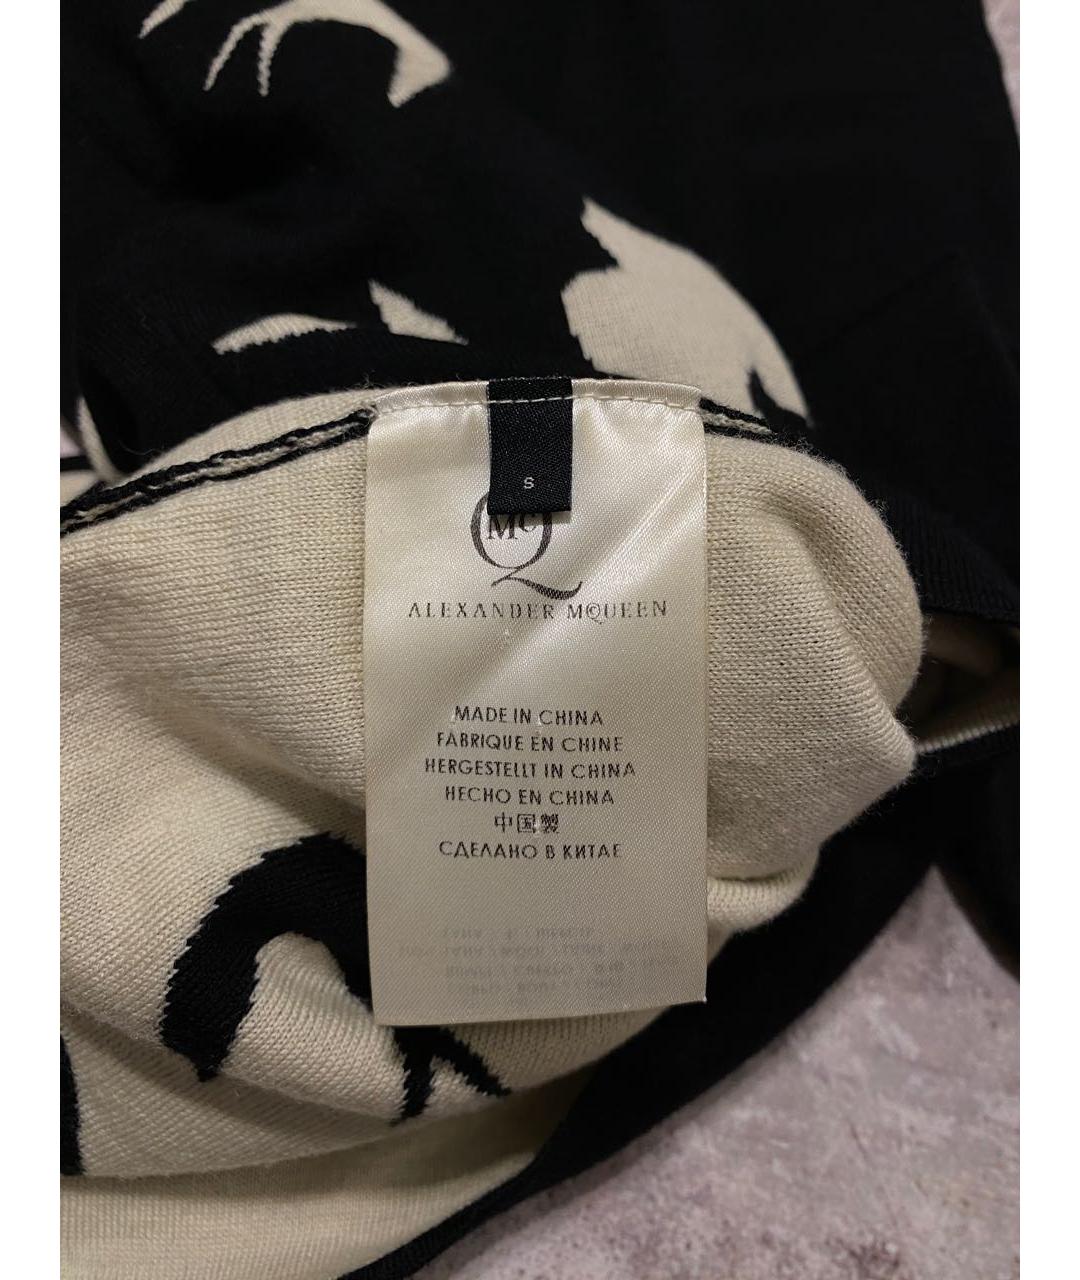 S
McQ
ALEXANDER MCQUEEN
MADE IN CHINA
FABRIQUE EN CHINE
HERGESTELLT IN CHINA
HECHO EN CHINA
中国製
СДЕЛАНО В КИТАЕ